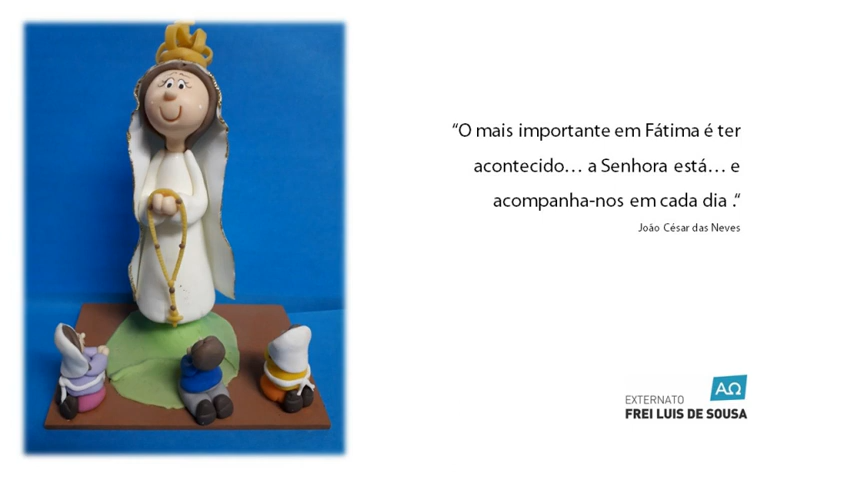 “O mais importante em Fátima é ter
acontecido… a Senhora está… e
acompanha-nos em cada dia .“
João César das Neves
ΑΩ
EXTERNATO
FREI LUIS DE SOUSA